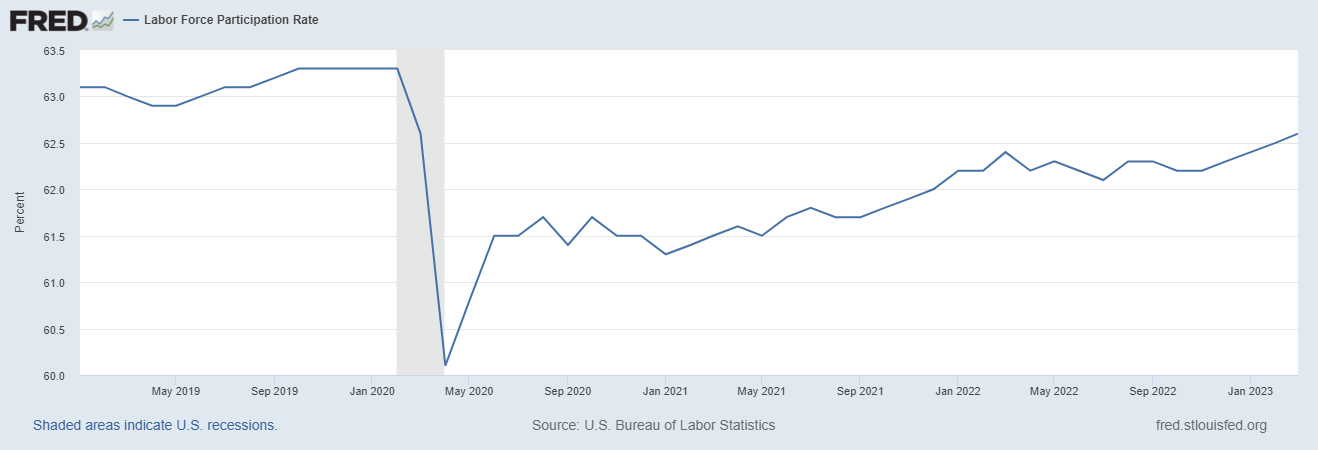 FRED
Labor Force Participation Rate
63.5
63.0
62.5
62.0
61.5
61.0
60.5
60.0
Percent
May 2019 Sep 2019 Jan 2020 May 2020 Sep 2020 Jan 2021 May 2021 Sep 2021 Jan 2022 May 2022 Sep 2022 Jan 2023
Shaded areas indicate U.S. recessions. Source: U.S. Bureau of Labor Statistics fred.stlouisfed.org